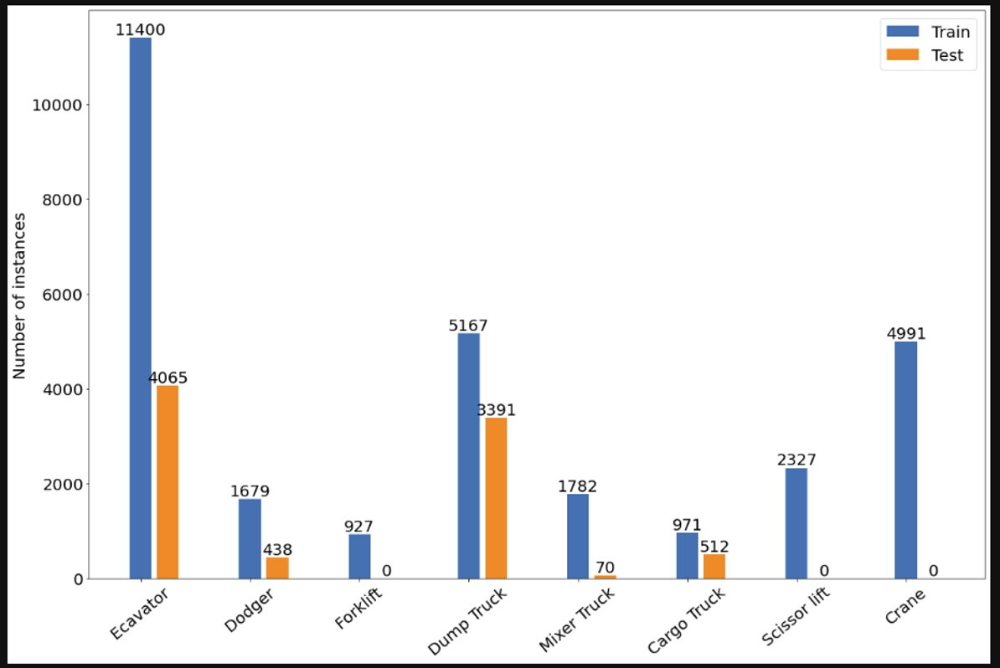 11400
Train
Test
10000
8000
Number of instances
6000
5167
4991
4065
4000
3391
2327
2000
1782
1679
927
971
438
512
70
0
0
0
0
Ecavator
Dodger
Forklift
Dump Truck
Mixer Truck
Cargo Truck
Scissor lift
Crane